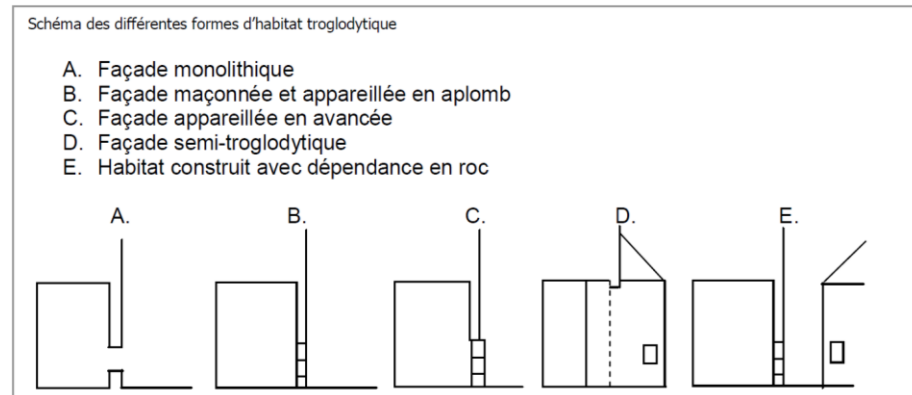 Schéma des différentes formes d’habitat troglodytique
A. Façade monolithique
B. Façade maçonnée et appareillée en aplomb
C. Façade appareillée en avancée
D. Façade semi-troglodytique
E. Habitat construit avec dépendance en roc
A. B. C. D. E.